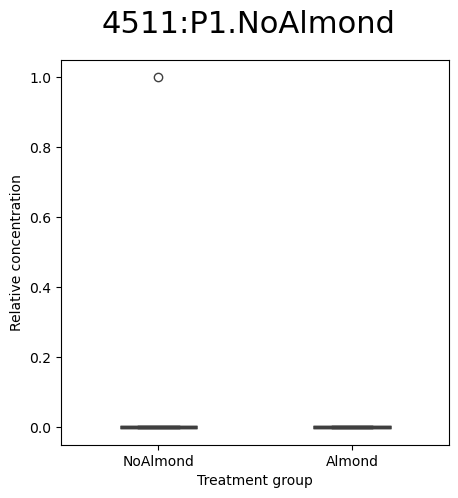 4511:P1.NoAlmond
1.0
0.8
0.6
0.4
0.2
0.0
Relative concentration
NoAlmond
Almond
Treatment group